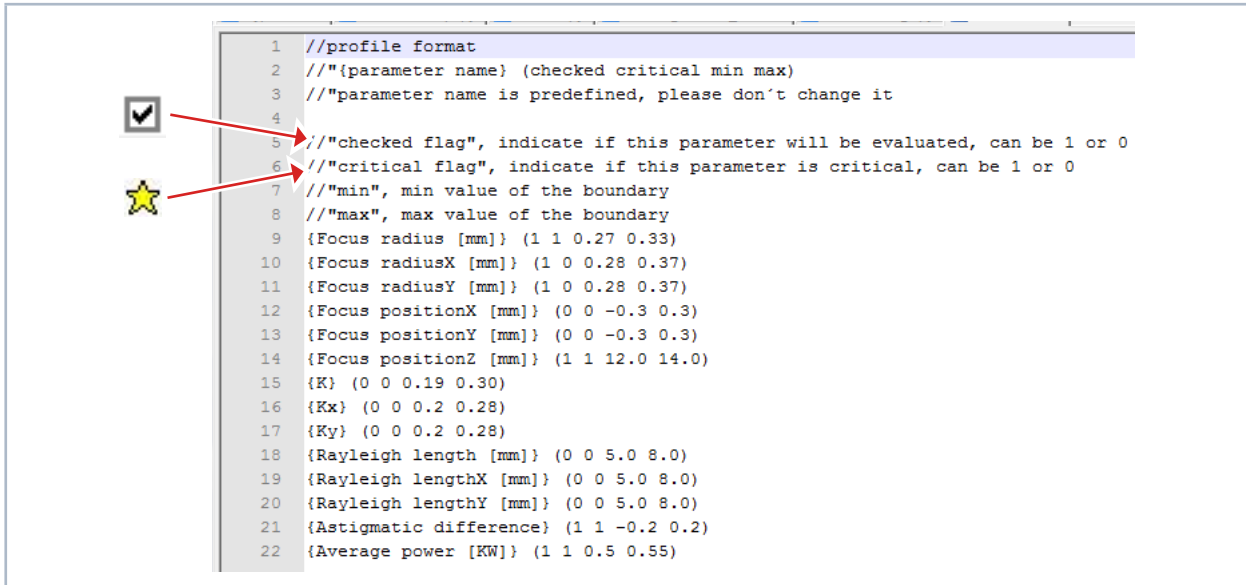 1 //profile format
2 //"{parameter name} (checked critical min max)
3 //"parameter name is predefined, please don´t change it
4
5 //"checked flag", indicate if this parameter will be evaluated, can be 1 or 0
6 //"critical flag", indicate if this parameter is critical, can be 1 or 0
7 //"min", min value of the boundary
8 //"max", max value of the boundary
9 {Focus radius [mm]} (1 1 0.27 0.33)
10 {Focus radiusX [mm]} (1 0 0.28 0.37)
11 {Focus radiusY [mm]} (1 0 0.28 0.37)
12 {Focus positionX [mm]} (0 0 -0.3 0.3)
13 {Focus positionY [mm]} (0 0 -0.3 0.3)
14 {Focus positionZ [mm]} (1 1 12.0 14.0)
15 {K} (0 0 0.19 0.30)
16 {Kx} (0 0 0.2 0.28)
17 {Ky} (0 0 0.2 0.28)
18 {Rayleigh length [mm]} (0 0 5.0 8.0)
19 {Rayleigh lengthX [mm]} (0 0 5.0 8.0)
20 {Rayleigh lengthY [mm]} (0 0 5.0 8.0)
21 {Astigmatic difference} (1 1 -0.2 0.2)
22 {Average power [KW]} (1 1 0.5 0.55)